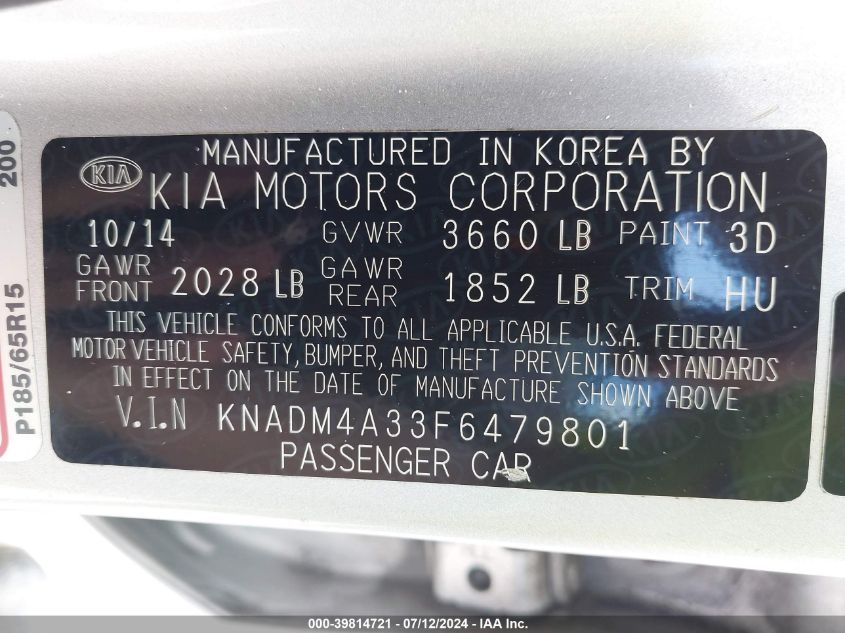 MANUFACTURED IN KOREA BY
KIA KIA MOTORS CORPORATION
10/14 GVWR 3660 LB PAINT 3D
GAWR FRONT 2028 LB GAWR REAR 1852 LB TRIM HU
THIS VEHICLE CONFORMS TO ALL APPLICABLE U.S.A. FEDERAL
MOTOR VEHICLE SAFETY, BUMPER, AND THEFT PREVENTION STANDARDS
IN EFFECT ON THE DATE OF MANUFACTURE SHOWN ABOVE
V.I.N KNADM4A33F6479801
PASSENGER CAR
P185/65R15 200
000-39814721 - 07/12/2024 - IAA Inc.